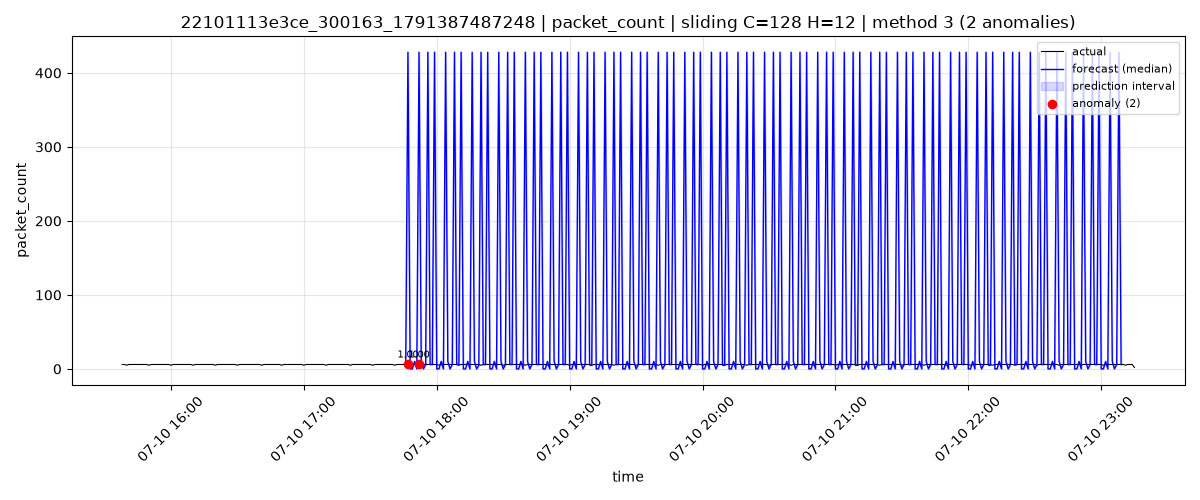 22101113e3ce_300163_1791387487248 | packet_count | sliding C=128 H=12 | method 3 (2 anomalies)
actual
forecast (median)
prediction interval
anomaly (2)
packet_count
400
300
200
100
0
07-10 16:00
07-10 17:00
07-10 18:00
07-10 19:00
07-10 20:00
07-10 21:00
07-10 22:00
07-10 23:00
time